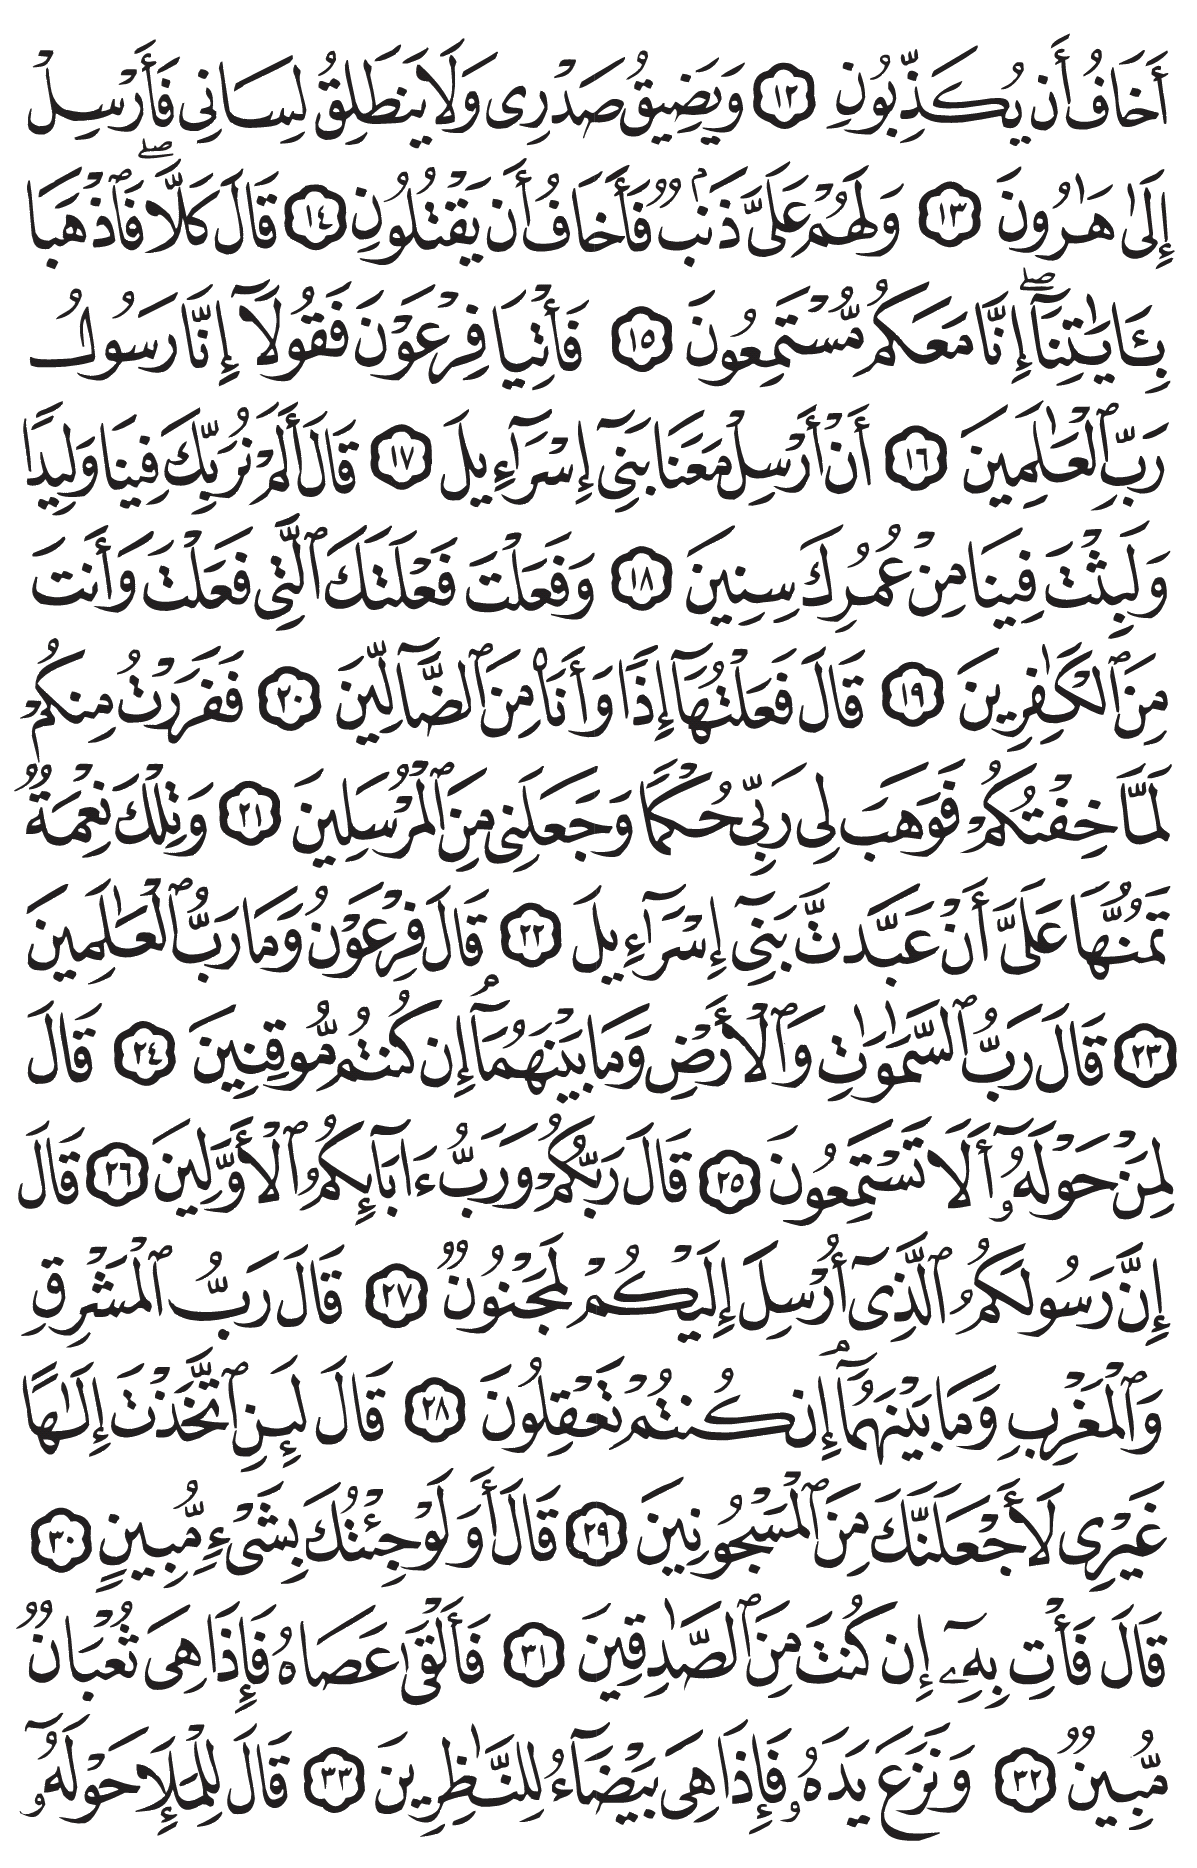 أَخَافُ أَن يُكَذِّبُونِ ١٢ وَيَضِيقُ صَدْرِى وَلَا يَنطَلِقُ لِسَانِى فَأَرْسِلْ
إِلَىٰ هَـٰرُونَ ١٣ وَلَهُمْ عَلَىَّ ذَنۢبٌ فَأَخَافُ أَن يَقْتُلُونِ ١٤ قَالَ كَلَّا ۖ فَٱذْهَبَا
بِـَٔايَـٰتِنَآ ۖ إِنَّا مَعَكُم مُّسْتَمِعُونَ ١٥ فَأْتِيَا فِرْعَوْنَ فَقُولَآ إِنَّا رَسُولُ
رَبِّ ٱلْعَـٰلَمِينَ ١٦ أَنْ أَرْسِلْ مَعَنَا بَنِىٓ إِسْرَٰٓءِيلَ ١٧ قَالَ أَلَمْ نُرَبِّكَ فِينَا وَلِيدًا
وَلَبِثْتَ فِينَا مِنْ عُمُرِكَ سِنِينَ ١٨ وَفَعَلْتَ فَعْلَتَكَ ٱلَّتِى فَعَلْتَ وَأَنتَ
مِنَ ٱلْكَـٰفِرِينَ ١٩ قَالَ فَعَلْتُهَآ إِذًا وَأَنَا۠ مِنَ ٱلضَّآلِّينَ ٢٠ فَفَرَرْتُ مِنكُمْ
لَمَّا خِفْتُكُمْ فَوَهَبَ لِى رَبِّى حُكْمًا وَجَعَلَنِى مِنَ ٱلْمُرْسَلِينَ ٢١ وَتِلْكَ نِعْمَةٌ
تَمُنُّهَا عَلَىَّ أَنْ عَبَّدتَّ بَنِىٓ إِسْرَٰٓءِيلَ ٢٢ قَالَ فِرْعَوْنُ وَمَا رَبُّ ٱلْعَـٰلَمِينَ
٢٣ قَالَ رَبُّ ٱلسَّمَـٰوَٰتِ وَٱلْأَرْضِ وَمَا بَيْنَهُمَآ ۖ إِن كُنتُم مُّوقِنِينَ ٢٤ قَالَ
لِمَنْ حَوْلَهُۥٓ أَلَا تَسْتَمِعُونَ ٢٥ قَالَ رَبُّكُمْ وَرَبُّ ءَابَآئِكُمُ ٱلْأَوَّلِينَ ٢٦ قَالَ
إِنَّ رَسُولَكُمُ ٱلَّذِىٓ أُرْسِلَ إِلَيْكُمْ لَمَجْنُونٌ ٢٧ قَالَ رَبُّ ٱلْمَشْرِقِ
وَٱلْمَغْرِبِ وَمَا بَيْنَهُمَآ ۖ إِن كُنتُمْ تَعْقِلُونَ ٢٨ قَالَ لَئِنِ ٱتَّخَذْتَ إِلَـٰهًا
غَيْرِى لَأَجْعَلَنَّكَ مِنَ ٱلْمَسْجُونِينَ ٢٩ قَالَ أَوَلَوْ جِئْتُكَ بِشَىْءٍ مُّبِينٍ ٣٠
قَالَ فَأْتِ بِهِۦٓ إِن كُنتَ مِنَ ٱلصَّـٰدِقِينَ ٣١ فَأَلْقَىٰ عَصَاهُ فَإِذَا هِىَ ثُعْبَانٌ
مُّبِينٌ ٣٢ وَنَزَعَ يَدَهُۥ فَإِذَا هِىَ بَيْضَآءُ لِلنَّـٰظِرِينَ ٣٣ قَالَ لِلْمَلَإِ حَوْلَهُۥٓ